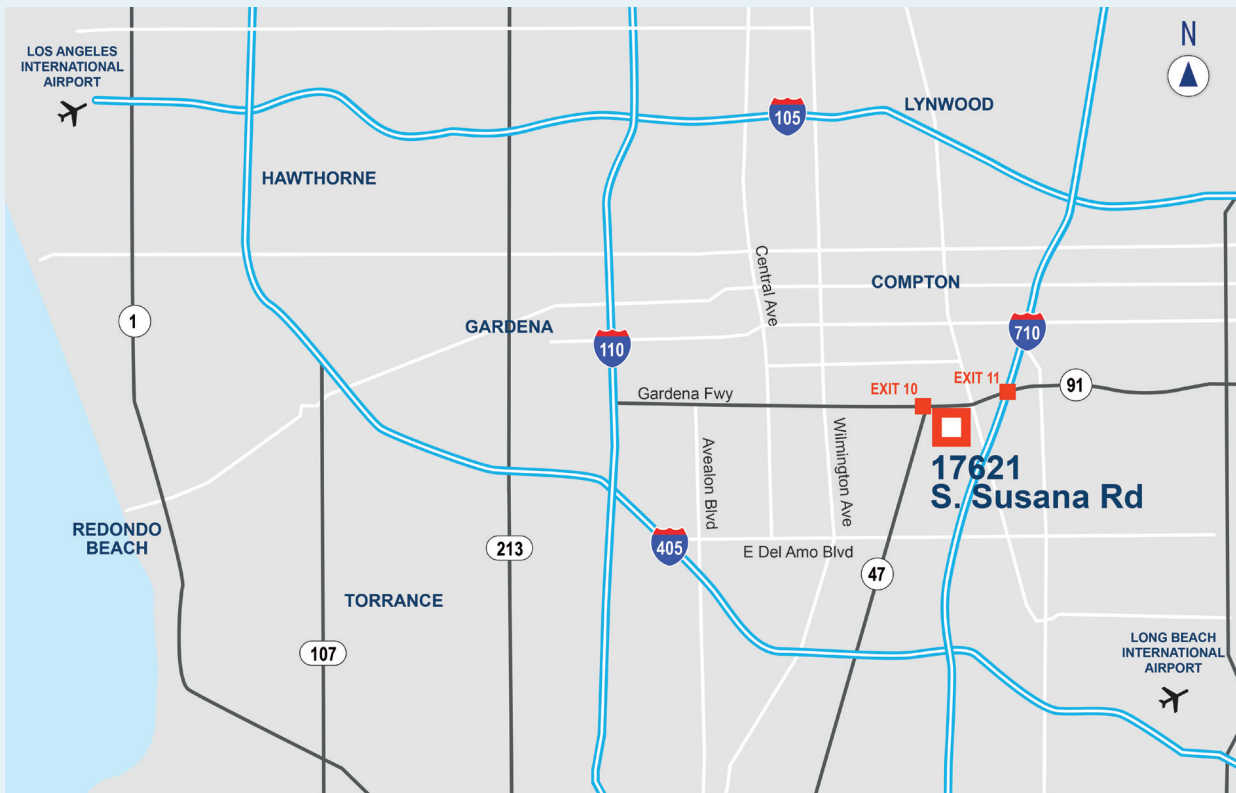 LOS ANGELES
INTERNATIONAL
AIRPORT
N
105
LYNWOOD
HAWTHORNE
Central Ave
COMPTON
1
GARDENA
110
710
EXIT 11
91
EXIT 10
Gardena Fwy
Avealon Blvd
Wilmington Ave
17621
S. Susana Rd
REDONDO
BEACH
213
405
E Del Amo Blvd
47
TORRANCE
107
LONG BEACH
INTERNATIONAL
AIRPORT